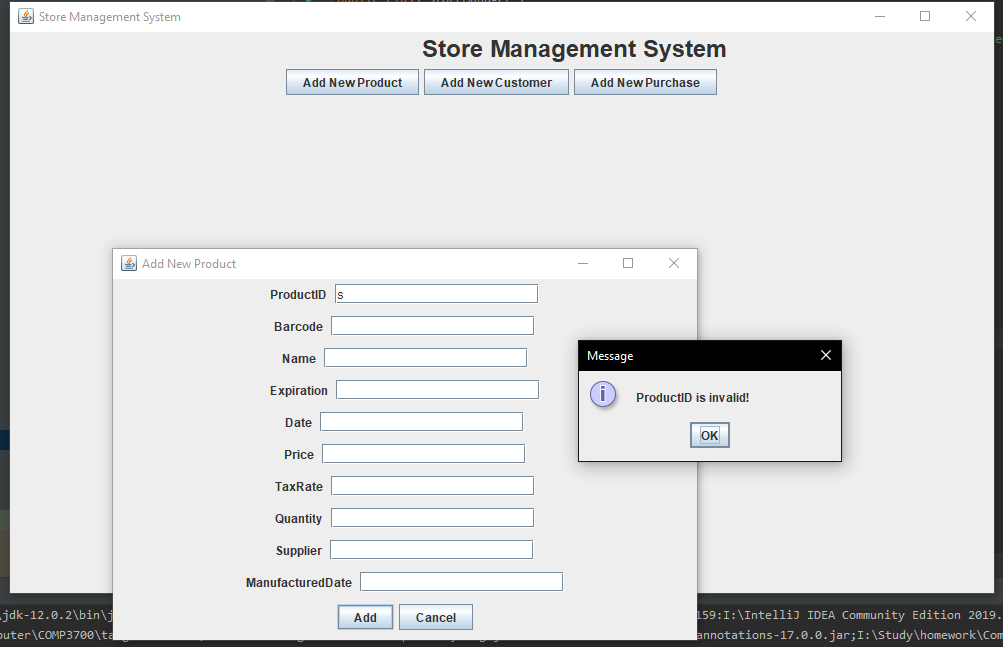 Store Management System
Store Management System
Add New Product Add New Customer Add New Purchase
Add New Product
ProductID s
Barcode
Name
Expiration
Date
Price
TaxRate
Quantity
Supplier
ManufacturedDate
Add Cancel
Message
ProductID is invalid!
OK
\jdk-12.0.2\bin\j 159:I:\IntelliJ IDEA Community Edition 2019.
outer\COMP3700\ta annotations-17.0.0.jar;I:\Study\homework\Com